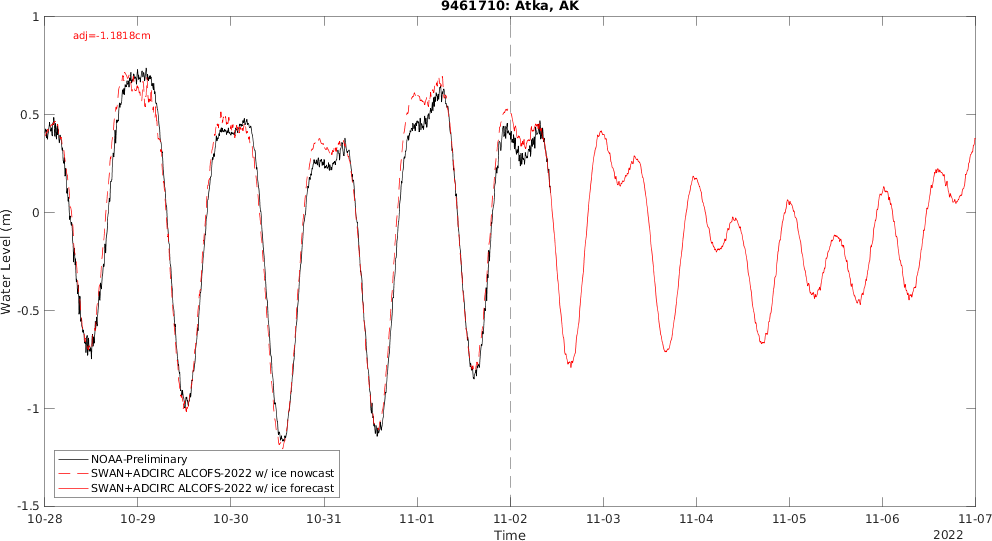 9461710: Atka, AK
adj=-1.1818cm
1
0.5
0
-0.5
-1
-1.5
Water Level (m)
NOAA-Preliminary
SWAN+ADCIRC ALCOFS-2022 w/ ice nowcast
SWAN+ADCIRC ALCOFS-2022 w/ ice forecast
10-28 10-29 10-30 10-31 11-01 11-02 11-03 11-04 11-05 11-06 11-07
Time
2022